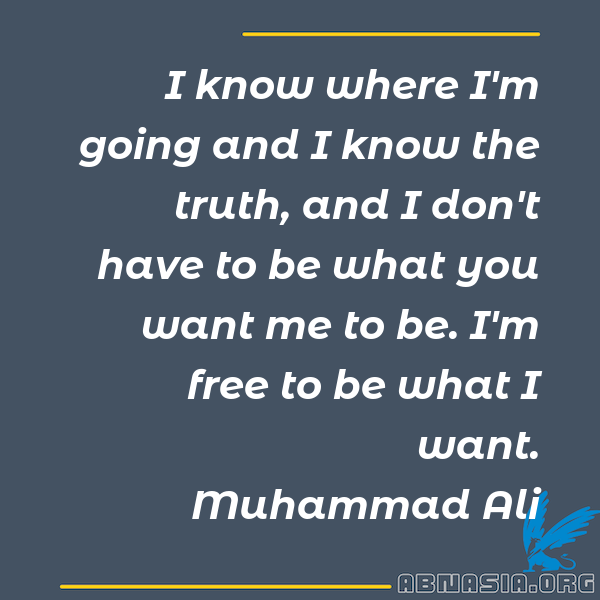 I know where I'm
going and I know the
truth, and I don't
have to be what you
want me to be. I'm
free to be what I
want.
Muhammad Ali
ABNASIA.ORG